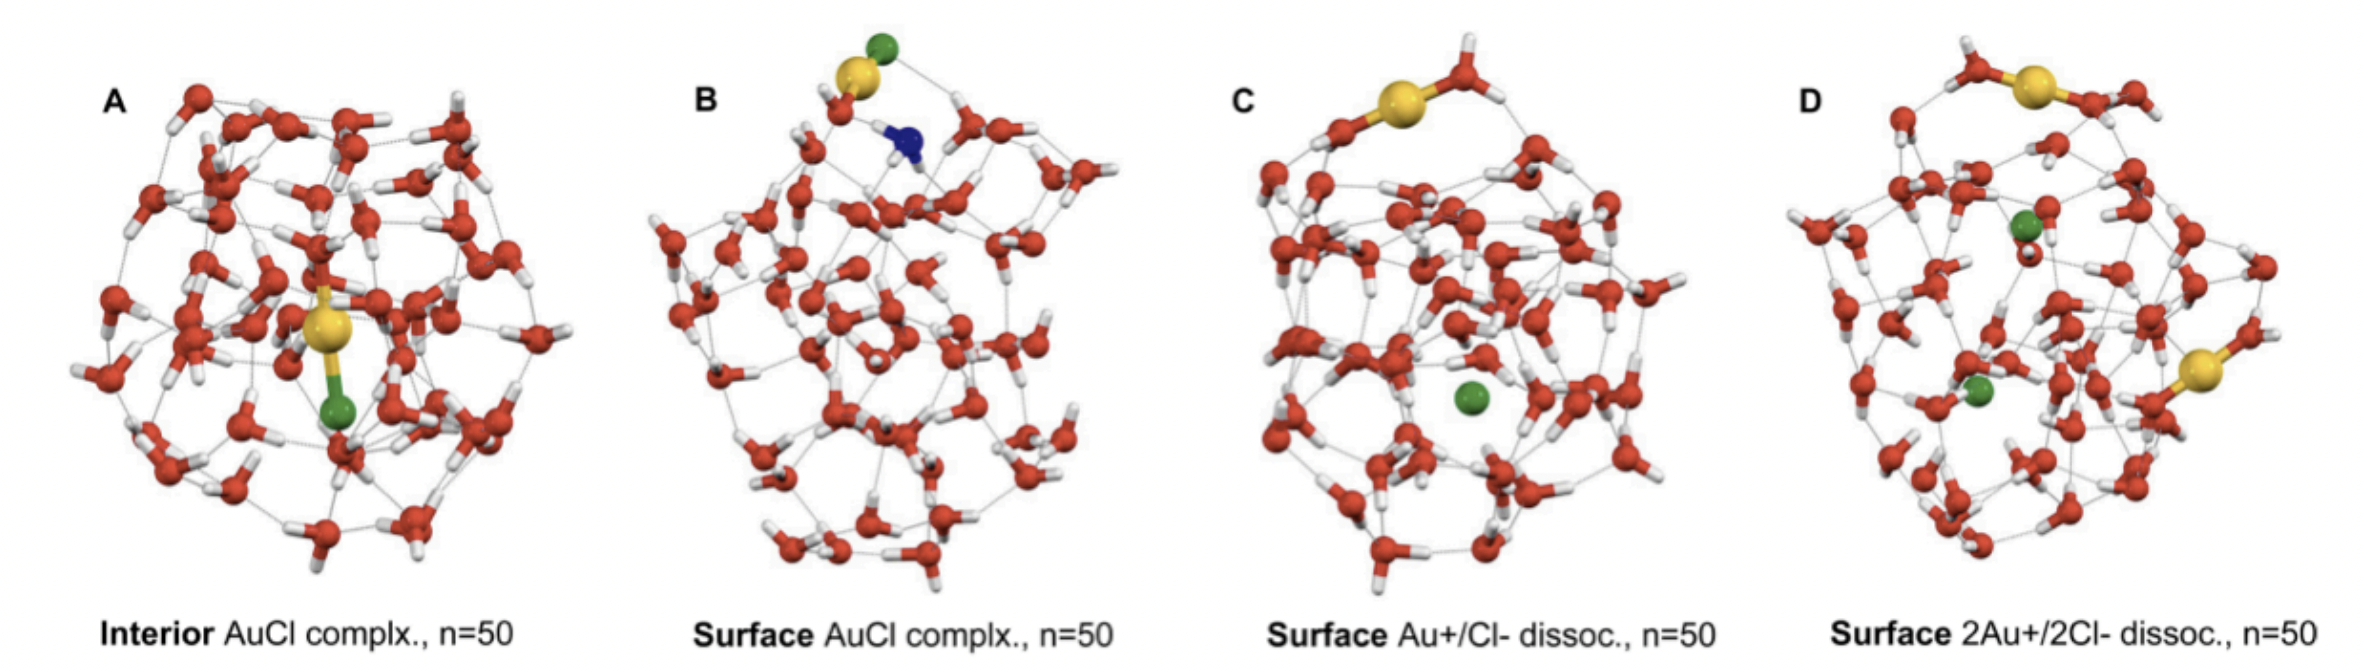 A
B
C
D
Interior AuCl complx., n=50
Surface AuCl complx., n=50
Surface Au+/Cl- dissoc., n=50
Surface 2Au+/2Cl- dissoc., n=50